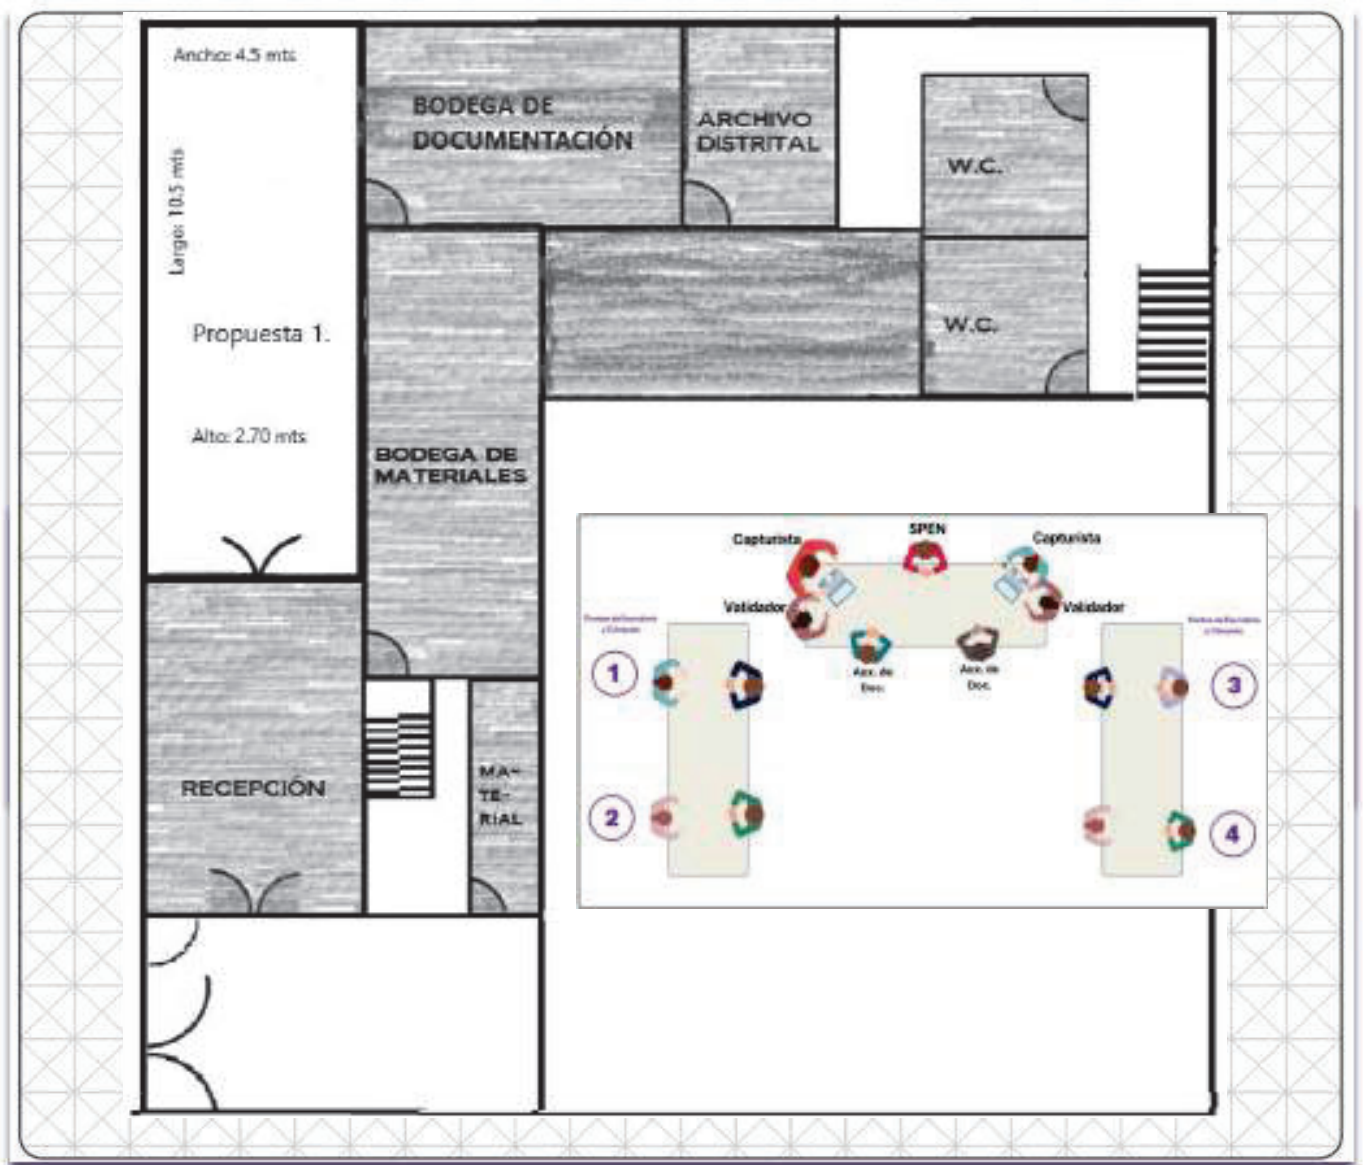 Ancho: 4.5 mts
Largo: 10.5 mts
Propuesta 1.
Alto: 2.70 mts
BODEGA DE
DOCUMENTACIÓN
ARCHIVO
DISTRITAL
W.C.
W.C.
BODEGA DE
MATERIALES
RECEPCIÓN
MA-
TE-
RIAL
SPEN
Capturista
Capturista
Validador
Validador
Aux. de
Doc.
Aux. de
Doc.
1
2
3
4